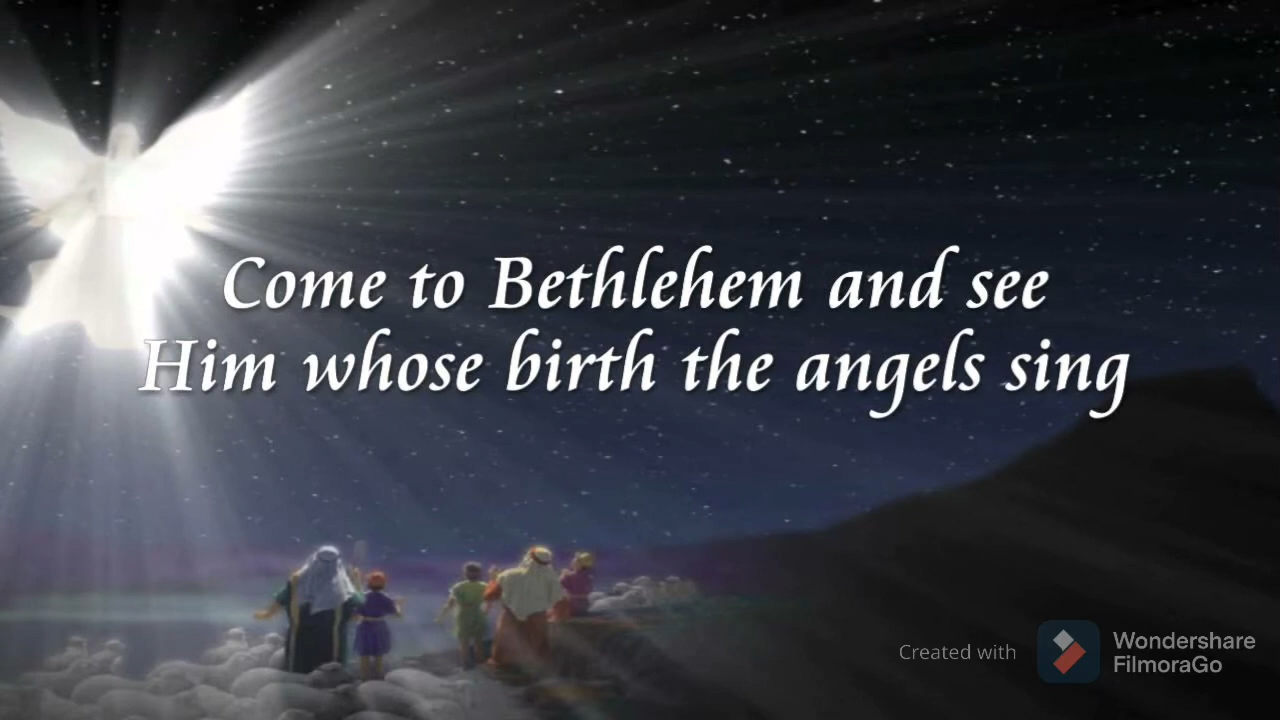 Come to Bethlehem and see
Him whose birth the angels sing
Created with
Wondershare
FilmoraGo